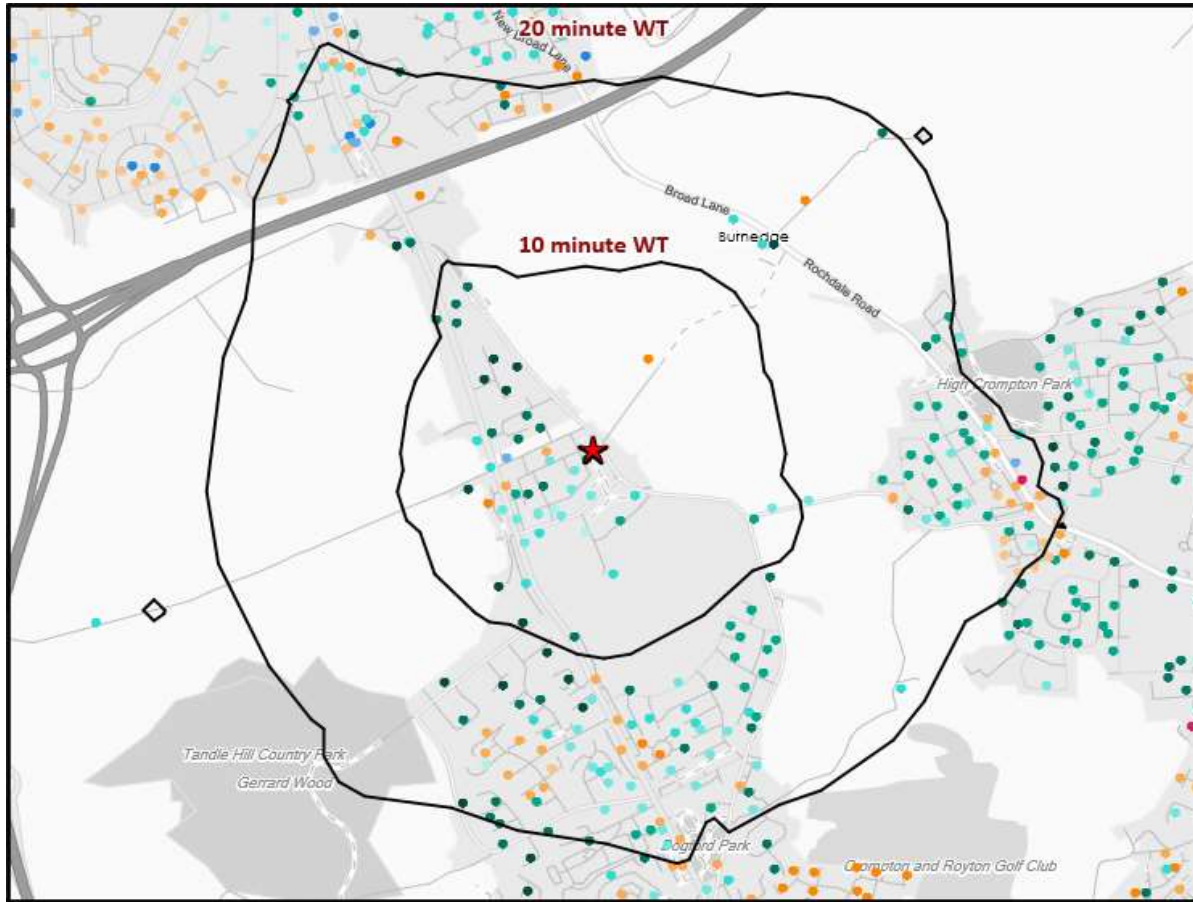 20 minute WT
New Broad Lane
Broad Lane
Burnedge
10 minute WT
Rochdale Road
High Crompton Park
Tandle Hill Country Park
Gerrard Wood
Dogford Park
Crompton and Royton Golf Club